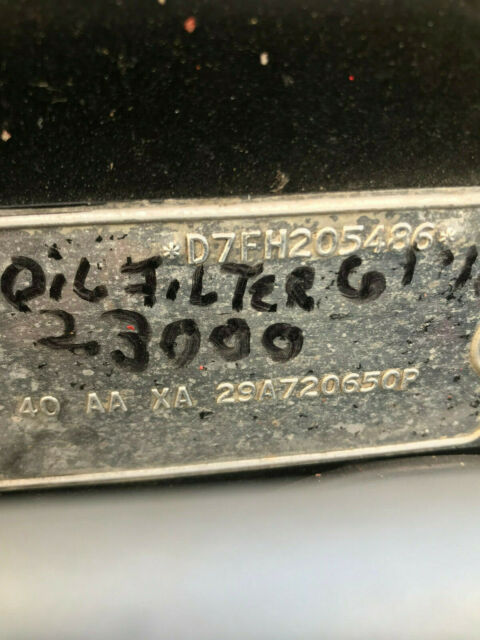 *D7FH205486*
OIL FILTER
23000
40 AA XA 29A720650P